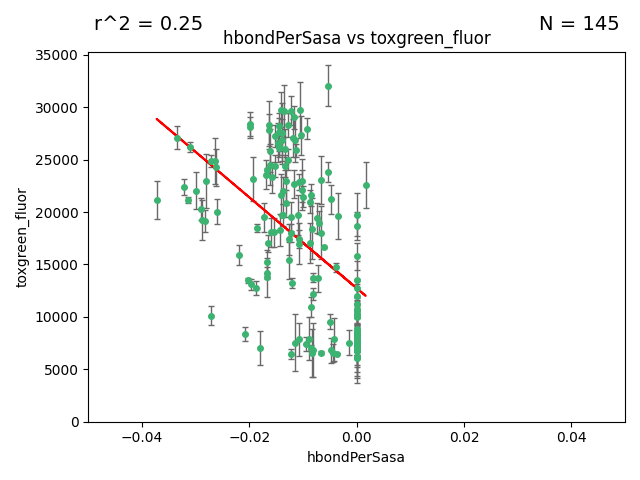 r^2 = 0.25
N = 145
hbondPerSasa vs toxgreen_fluor
35000
30000
25000
20000
15000
10000
5000
0
toxgreen_fluor
−0.04
−0.02
0.00
0.02
0.04
hbondPerSasa